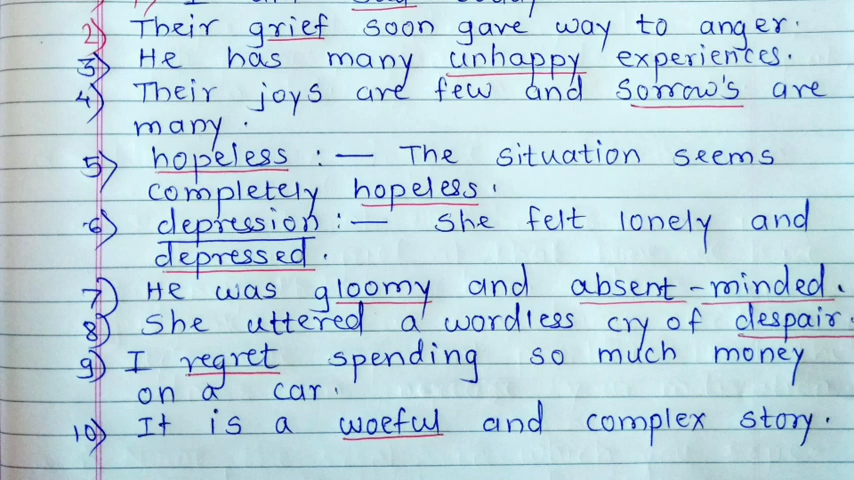 2) Their grief soon gave way to anger.
3) He has many unhappy experiences.
4) Their joys are few and sorrow's are
many.
5) hopeless :— The situation seems
completely hopeless.
6) depression :— She felt lonely and
depressed.
7) He was gloomy and absent-minded.
8) She uttered a wordless cry of despair.
9) I regret spending so much money
on a car.
10) It is a woeful and complex story.